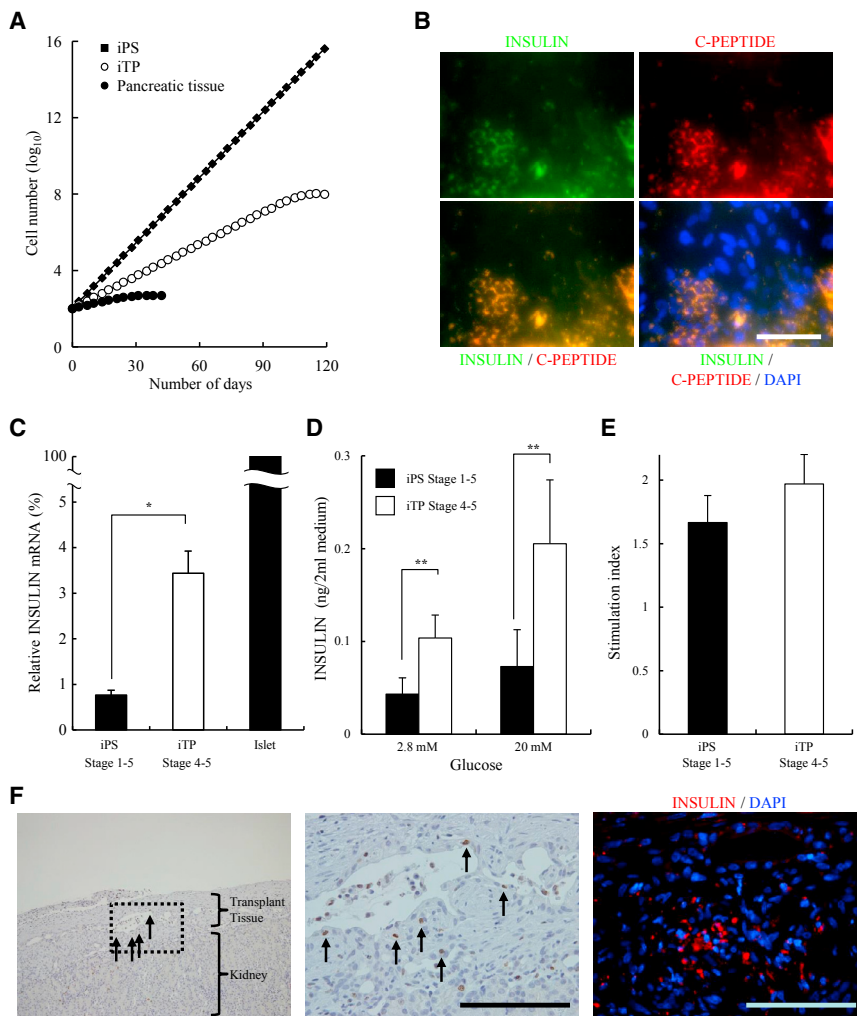 A
16
12
8
4
0
Cell number (log10)
iPS
iTP
Pancreatic tissue
0
30
60
90
120
Number of days
B
INSULIN
C-PEPTIDE
INSULIN / C-PEPTIDE
INSULIN /
C-PEPTIDE / DAPI
C
Relative INSULIN mRNA (%)
100
5
4
3
2
1
0
*
iPS
Stage 1-5
iTP
Stage 4-5
Islet
D
INSULIN (ng/2ml medium)
0.3
0.2
0.1
0
iPS Stage 1-5
iTP Stage 4-5
**
**
2.8 mM
20 mM
Glucose
E
Stimulation index
2
1.5
1
0.5
0
iPS
Stage 1-5
iTP
Stage 4-5
F
Transplant
Tissue
Kidney
INSULIN / DAPI